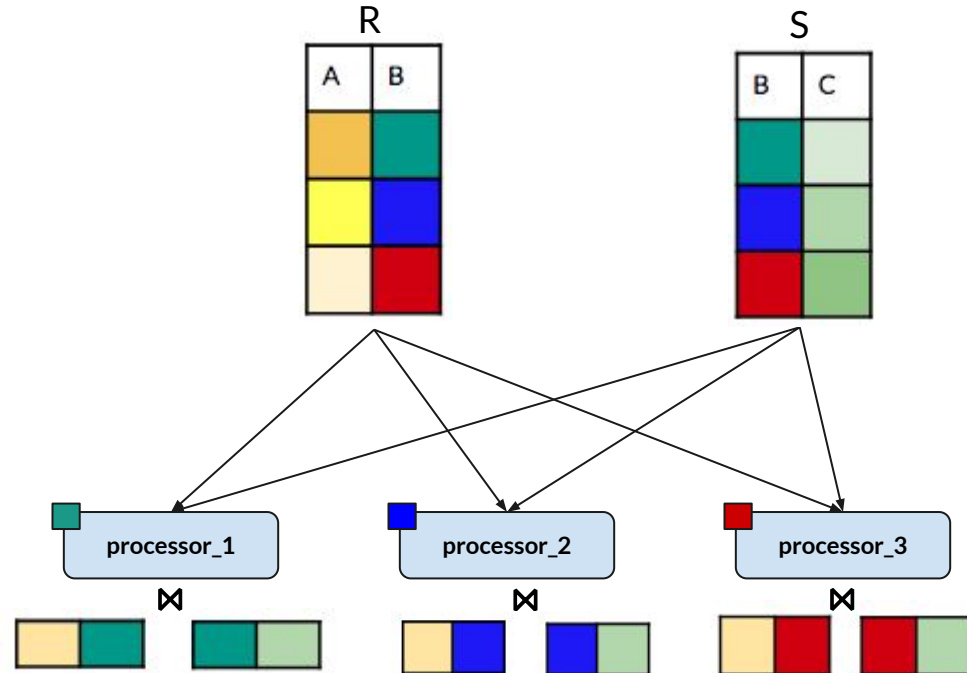 R
S
A B
B C
processor_1
processor_2
processor_3
⋈
⋈
⋈